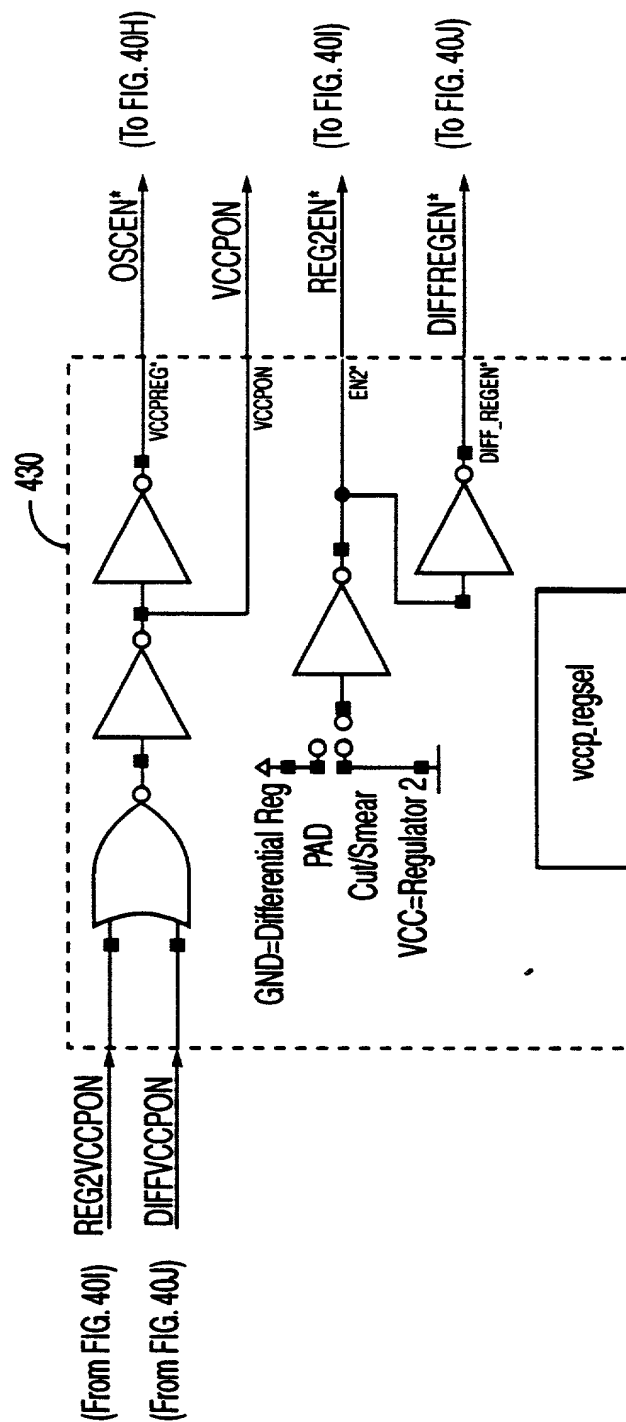 430
(From FIG. 40I)
REG2VCCPON
(From FIG. 40J)
DIFFVCCPON
VCCPREG*
OSCEN*
(To FIG. 40H)
VCCPON
VCCPON
GND=Differential Reg
PAD
Cut/Smear
VCC=Regulator 2
EN2*
REG2EN*
(To FIG. 40I)
DIFF_REGEN*
DIFFREGEN*
(To FIG. 40J)
vccp_regsel